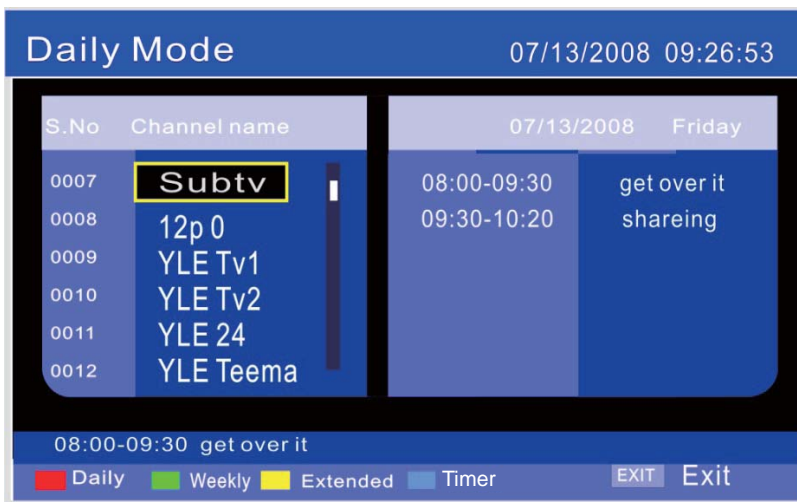 Daily Mode 07/13/2008 09:26:53
S.No Channel name
0007 Subtv
0008 12p 0
0009 YLE Tv1
0010 YLE Tv2
0011 YLE 24
0012 YLE Teema
07/13/2008 Friday
08:00-09:30 get over it
09:30-10:20 shareing
08:00-09:30 get over it
Daily Weekly Extended Timer EXIT Exit